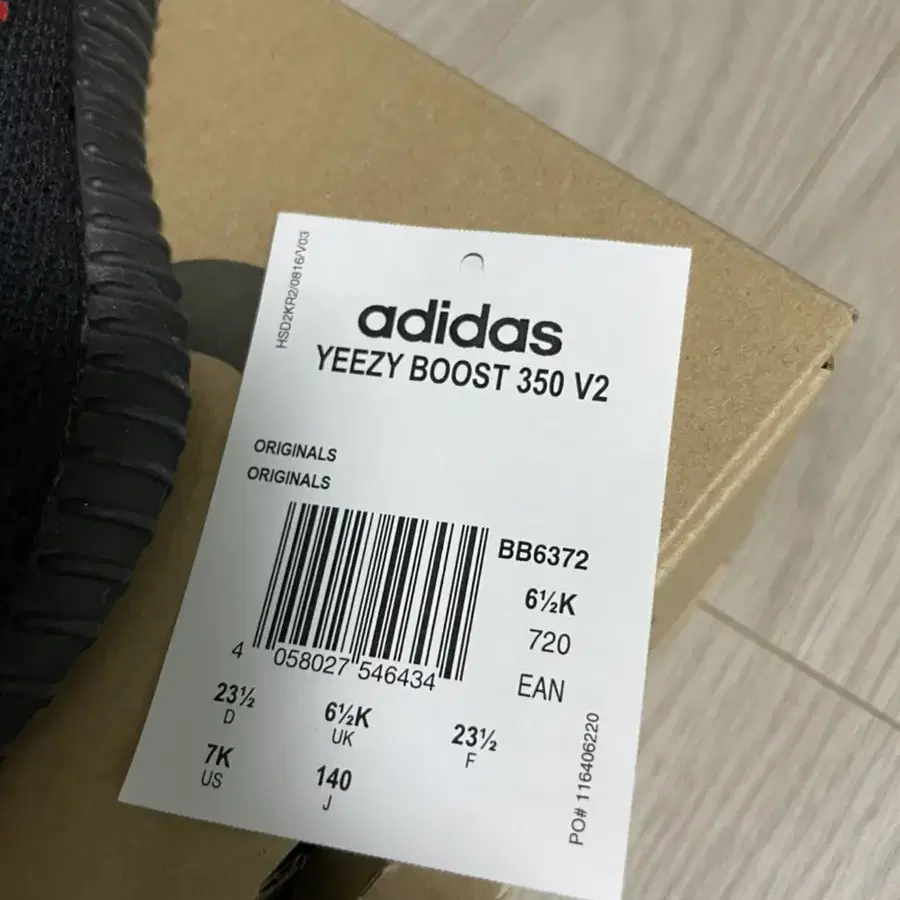 HSD2KR2/0816/V03
adidas
YEEZY BOOST 350 V2
ORIGINALS
ORIGINALS
BB6372
6½K
720
EAN
4 058027 546434
23½ D
6½K UK
23½ F
7K US
140 J
PO# 116406220